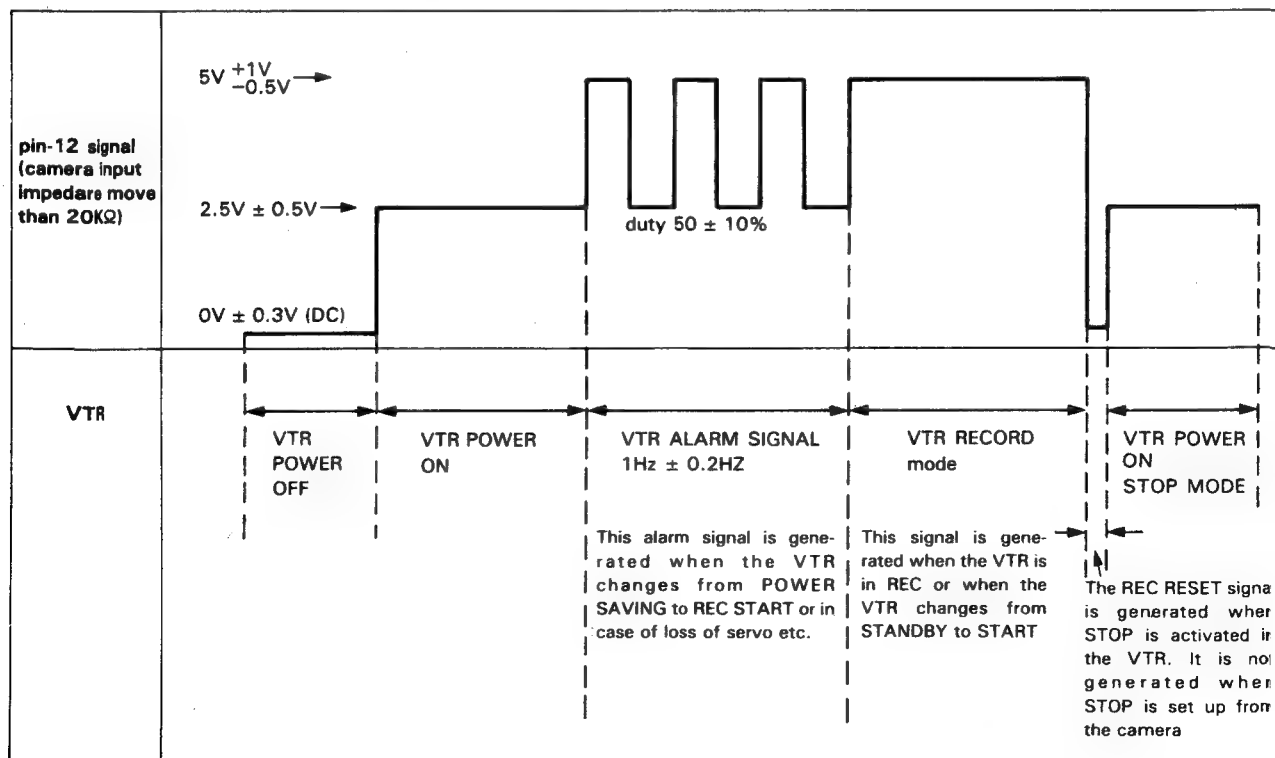 5V +1V −0.5V
pin-12 signal
(camera input
impedare move
than 20KΩ)
2.5V ± 0.5V
duty 50 ± 10%
0V ± 0.3V (DC)
VTR
VTR
POWER
OFF
VTR POWER
ON
VTR ALARM SIGNAL
1Hz ± 0.2HZ
VTR RECORD
mode
VTR POWER
ON
STOP MODE
This alarm signal is gene-
rated when the VTR
changes from POWER
SAVING to REC START or in
case of loss of servo etc.
This signal is gene-
rated when the VTR is
in REC or when the
VTR changes from
STANDBY to START
The REC RESET signa
is generated wher
STOP is activated ir
the VTR. It is no
generated wher
STOP is set up from
the camera